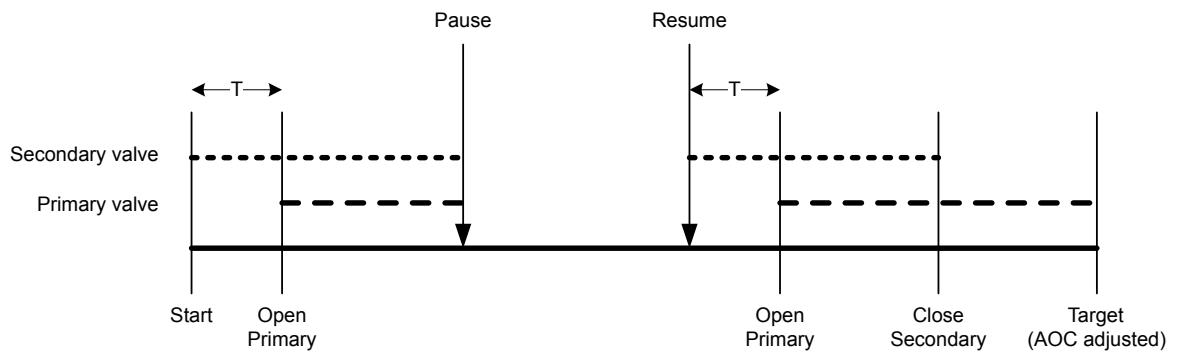 Pause
Resume
T
T
Secondary valve
Primary valve
Start
Open
Primary
Open
Primary
Close
Secondary
Target
(AOC adjusted)